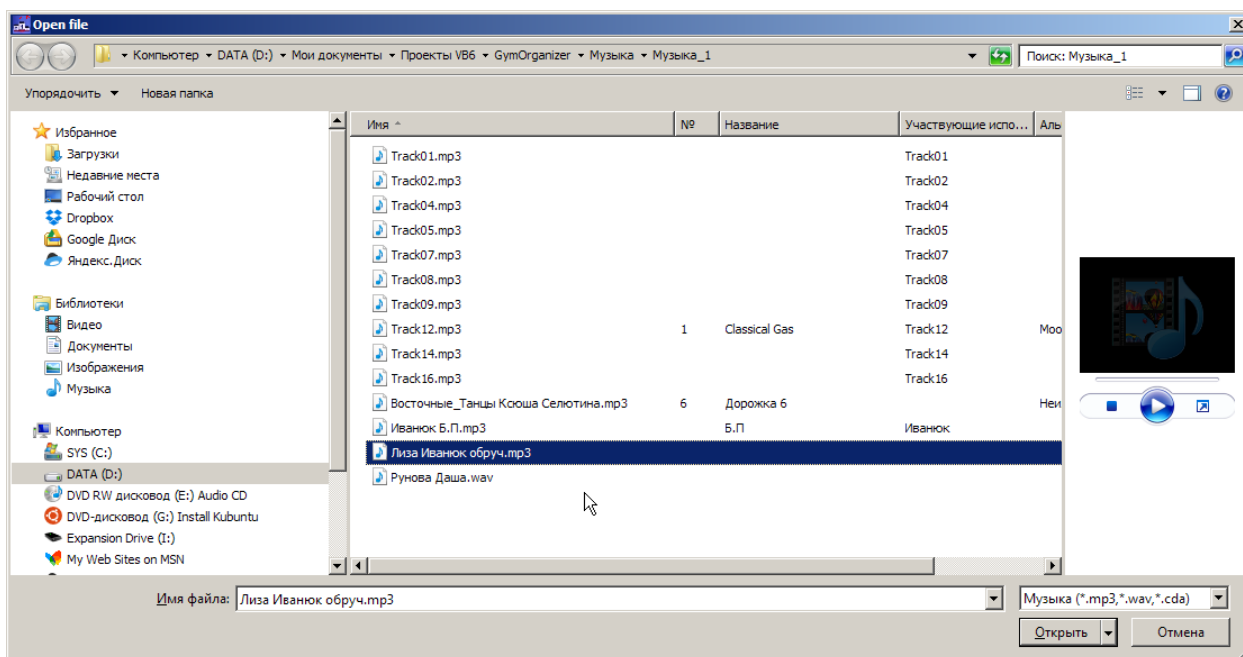 Open file
Компьютер DATA (D:) Мои документы Проекты VB6 GymOrganizer Музыка Музыка_1
Поиск: Музыка_1
Упорядочить Новая папка
Избранное
Загрузки
Недавние места
Рабочий стол
Dropbox
Google Диск
Яндекс.Диск
Библиотеки
Видео
Документы
Изображения
Музыка
Компьютер
SYS (C:)
DATA (D:)
DVD RW дисковод (E:) Audio CD
DVD-дисковод (G:) Install Kubuntu
Expansion Drive (I:)
My Web Sites on MSN
Имя № Название Участвующие испо... Аль
Track01.mp3 Track01
Track02.mp3 Track02
Track04.mp3 Track04
Track05.mp3 Track05
Track07.mp3 Track07
Track08.mp3 Track08
Track09.mp3 Track09
Track12.mp3 1 Classical Gas Track12 Moo
Track14.mp3 Track14
Track16.mp3 Track16
Восточные_Танцы Ксюша Селютина.mp3 6 Дорожка 6 Неи
Иванюк Б.П.mp3 Б.П Иванюк
Лиза Иванюк обруч.mp3
Рунова Даша.wav
Имя файла: Лиза Иванюк обруч.mp3
Музыка (*.mp3,*.wav,*.cda)
Открыть Отмена